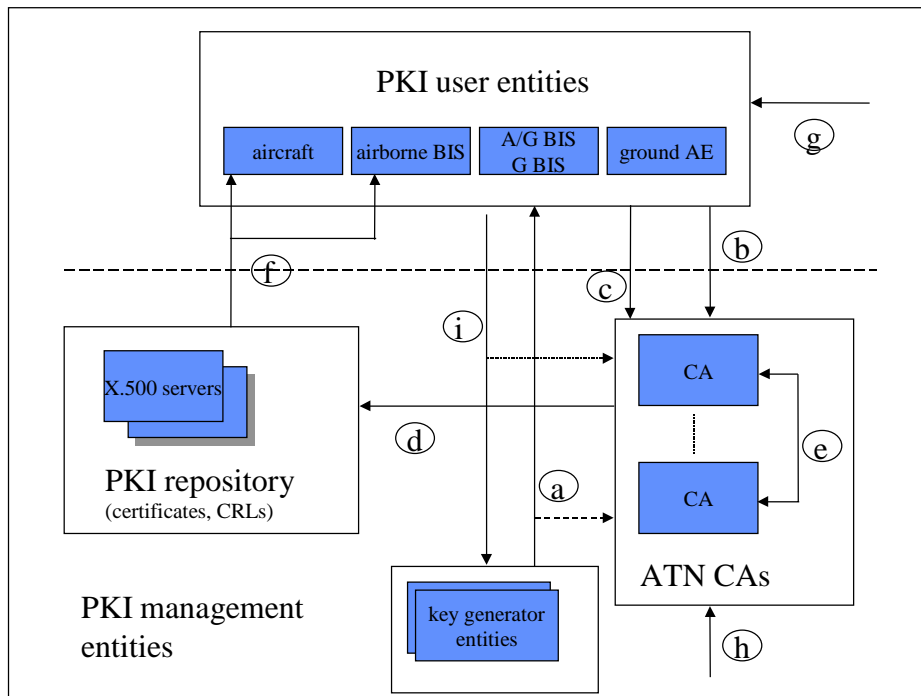 PKI user entities
aircraft
airborne BIS
A/G BIS
G BIS
ground AE
g
b
f
c
i
X.500 servers
CA
d
e
PKI repository
(certificates, CRLs)
a
CA
ATN CAs
PKI management
entities
key generator
entities
h